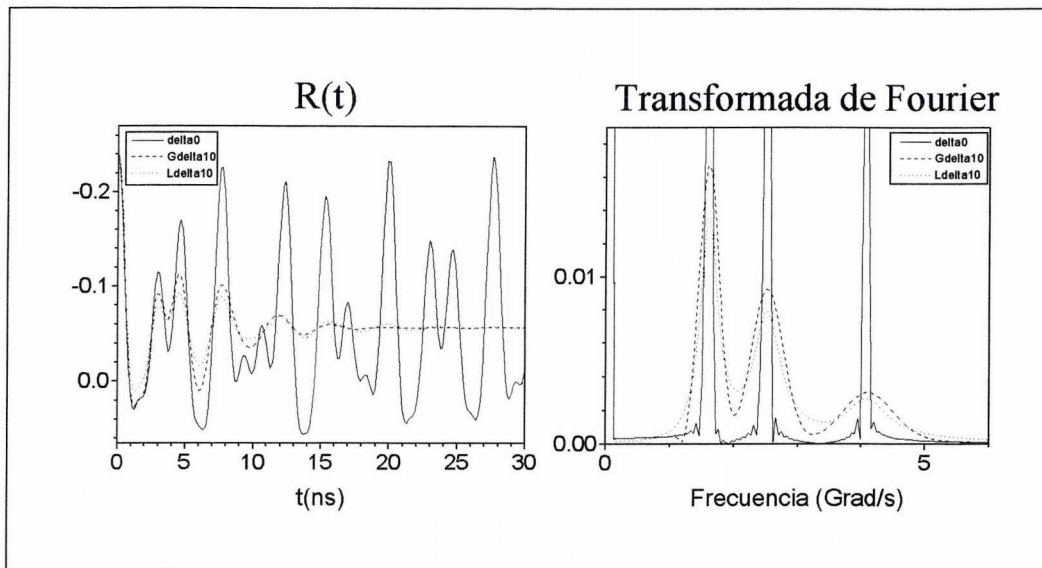 R(t)
delta0
Gdelta10
Ldelta10
-0.2
-0.1
0.0
0 5 10 15 20 25 30
t(ns)
Transformada de Fourier
delta0
Gdelta10
Ldelta10
0.01
0.00
0 5
Frecuencia (Grad/s)